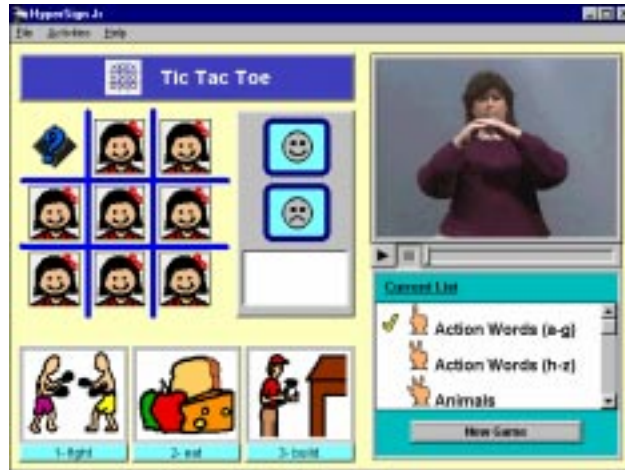 HyperSign Jr
File Activities Help
Tic Tac Toe
Current List
Action Words (a-g)
Action Words (h-z)
Animals
New Game
1- fight
2- eat
3- build